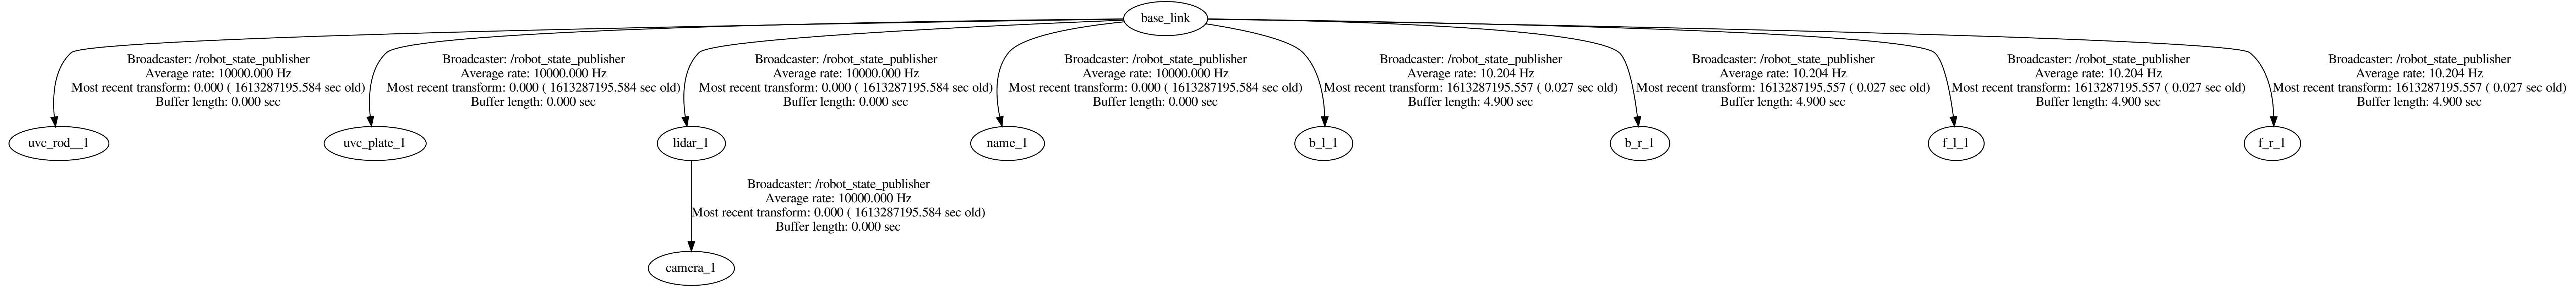 base_link
Broadcaster: /robot_state_publisher
Average rate: 10000.000 Hz
Most recent transform: 0.000 ( 1613287195.584 sec old)
Buffer length: 0.000 sec
Broadcaster: /robot_state_publisher
Average rate: 10000.000 Hz
Most recent transform: 0.000 ( 1613287195.584 sec old)
Buffer length: 0.000 sec
Broadcaster: /robot_state_publisher
Average rate: 10000.000 Hz
Most recent transform: 0.000 ( 1613287195.584 sec old)
Buffer length: 0.000 sec
Broadcaster: /robot_state_publisher
Average rate: 10000.000 Hz
Most recent transform: 0.000 ( 1613287195.584 sec old)
Buffer length: 0.000 sec
Broadcaster: /robot_state_publisher
Average rate: 10.204 Hz
Most recent transform: 1613287195.557 ( 0.027 sec old)
Buffer length: 4.900 sec
Broadcaster: /robot_state_publisher
Average rate: 10.204 Hz
Most recent transform: 1613287195.557 ( 0.027 sec old)
Buffer length: 4.900 sec
Broadcaster: /robot_state_publisher
Average rate: 10.204 Hz
Most recent transform: 1613287195.557 ( 0.027 sec old)
Buffer length: 4.900 sec
Broadcaster: /robot_state_publisher
Average rate: 10.204 Hz
Most recent transform: 1613287195.557 ( 0.027 sec old)
Buffer length: 4.900 sec
uvc_rod__1
uvc_plate_1
lidar_1
name_1
b_l_1
b_r_1
f_l_1
f_r_1
Broadcaster: /robot_state_publisher
Average rate: 10000.000 Hz
Most recent transform: 0.000 ( 1613287195.584 sec old)
Buffer length: 0.000 sec
camera_1